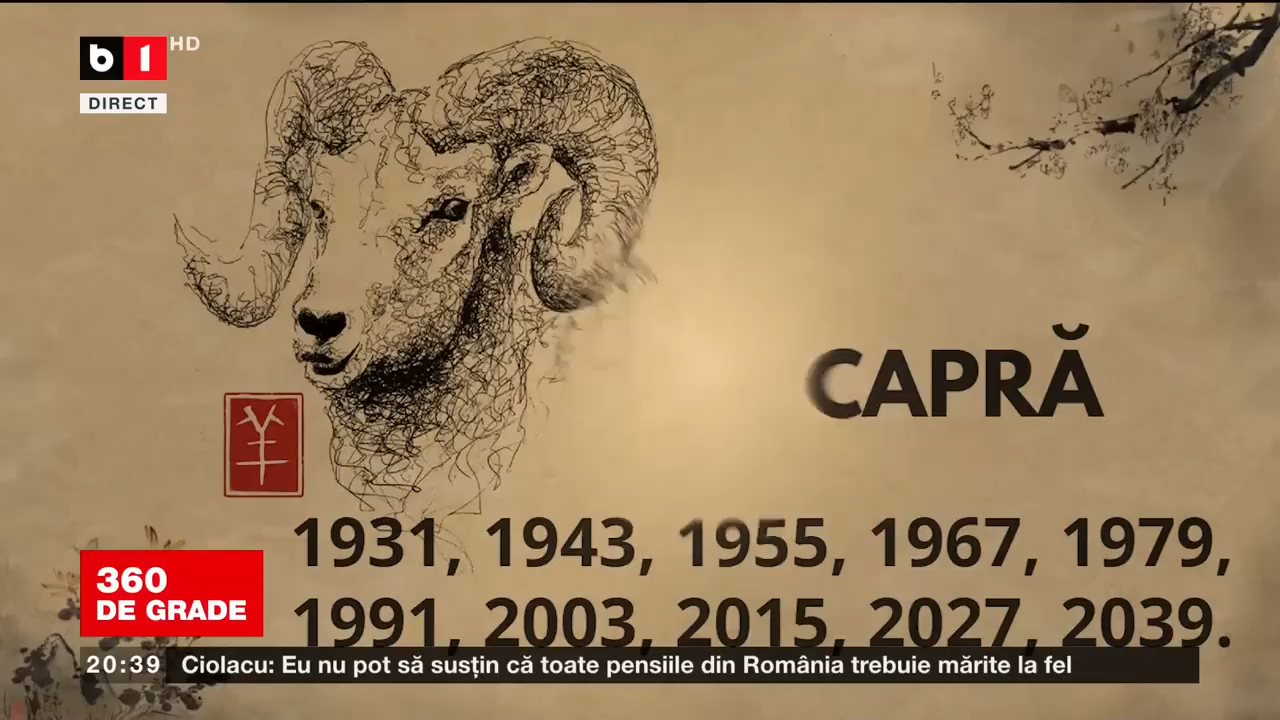 b1 HD
DIRECT
CAPRĂ
羊
1931, 1943, 1955, 1967, 1979,
1991, 2003, 2015, 2027, 2039.
360
DE GRADE
20:39 Ciolacu: Eu nu pot să susțin că toate pensiile din România trebuie mărite la fel